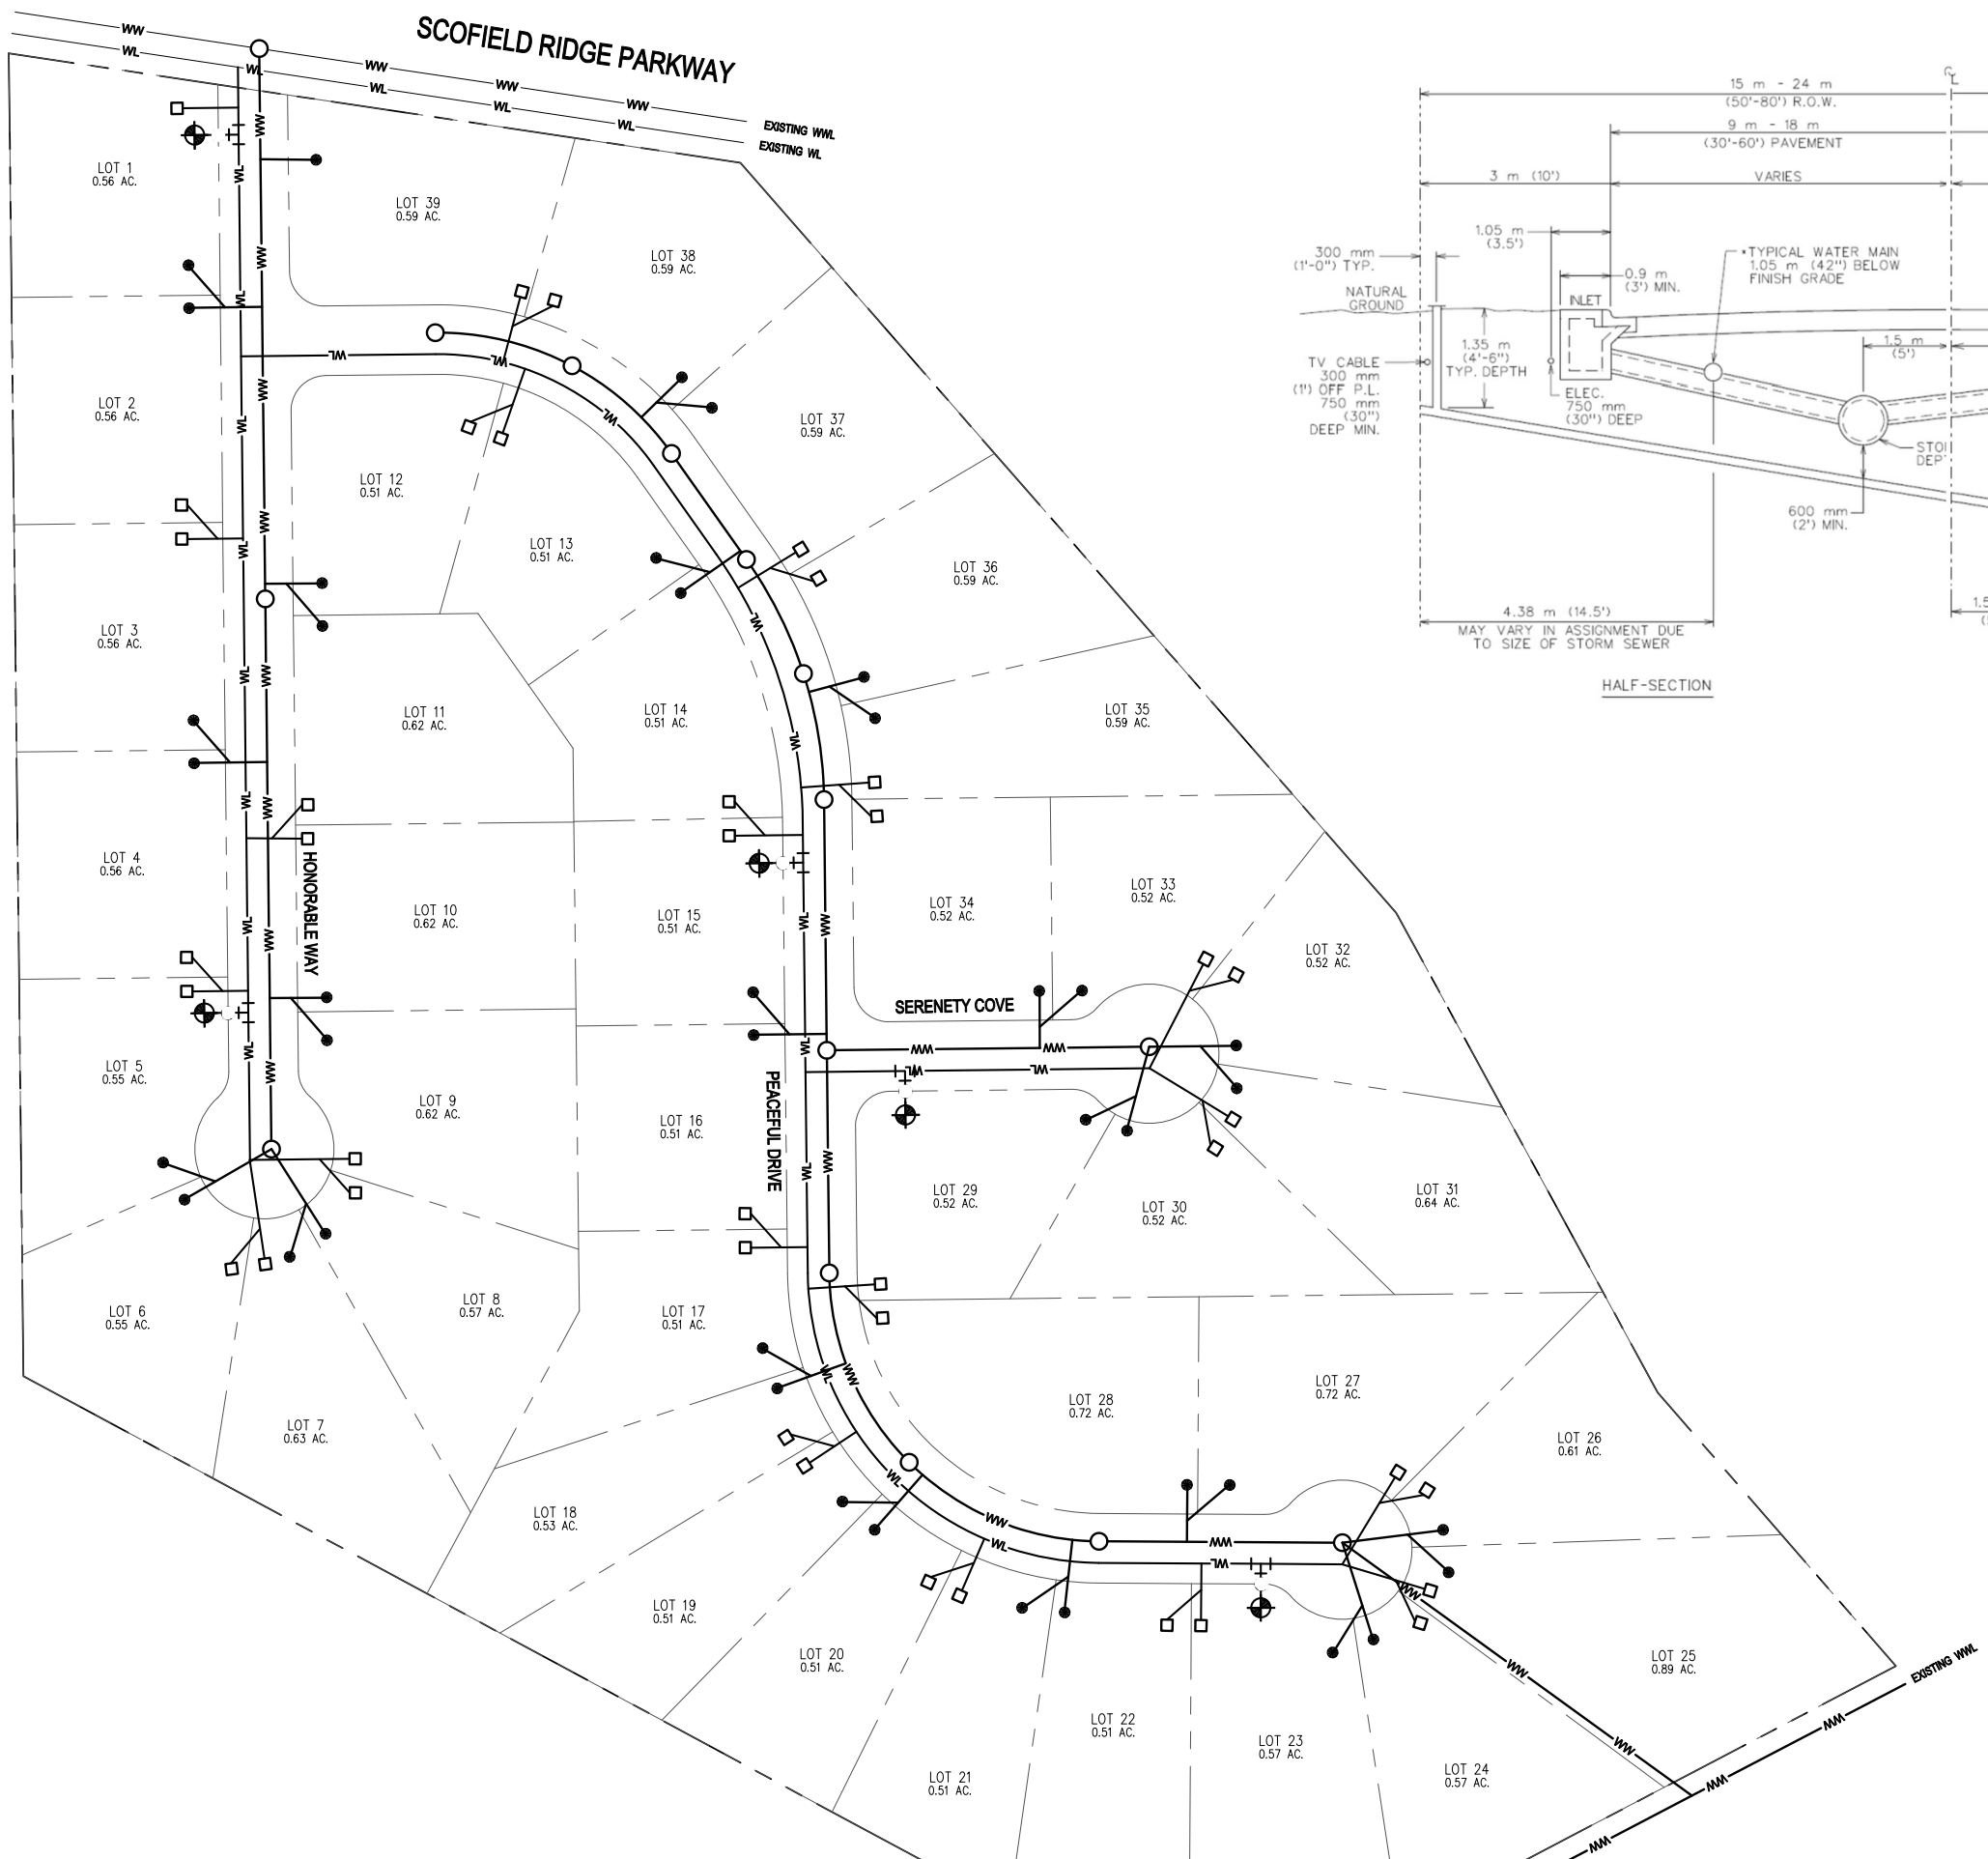 SCOFIELD RIDGE PARKWAY
WW
WL
WW
WL
WL
WW
WL
WW
WL
WW
WL
EXISTING WWL
EXISTING WL
LOT 1
0.56 AC.
LOT 39
0.59 AC.
LOT 38
0.59 AC.
LOT 2
0.56 AC.
LOT 37
0.59 AC.
LOT 12
0.51 AC.
LOT 13
0.51 AC.
LOT 36
0.59 AC.
LOT 3
0.56 AC.
LOT 11
0.62 AC.
LOT 14
0.51 AC.
LOT 35
0.59 AC.
LOT 4
0.56 AC.
HONORABLE WAY
LOT 10
0.62 AC.
LOT 15
0.51 AC.
LOT 34
0.52 AC.
LOT 33
0.52 AC.
LOT 32
0.52 AC.
SERENETY COVE
LOT 5
0.55 AC.
LOT 9
0.62 AC.
LOT 16
0.51 AC.
PEACEFUL DRIVE
LOT 29
0.52 AC.
LOT 30
0.52 AC.
LOT 31
0.64 AC.
LOT 6
0.55 AC.
LOT 8
0.57 AC.
LOT 17
0.51 AC.
LOT 7
0.63 AC.
LOT 28
0.72 AC.
LOT 27
0.72 AC.
LOT 26
0.61 AC.
LOT 18
0.53 AC.
LOT 19
0.51 AC.
LOT 20
0.51 AC.
LOT 21
0.51 AC.
LOT 22
0.51 AC.
LOT 23
0.57 AC.
LOT 24
0.57 AC.
LOT 25
0.89 AC.
EXISTING WWL
15 m - 24 m
(50'-80') R.O.W.
9 m - 18 m
(30'-60') PAVEMENT
3 m (10')
VARIES
1.05 m
(3.5')
300 mm
(1'-0") TYP.
*TYPICAL WATER MAIN
1.05 m (42") BELOW
FINISH GRADE
0.9 m
(3') MIN.
NATURAL
GROUND
INLET
1.35 m
(4'-6")
TYP. DEPTH
1.5 m
(5')
TV CABLE
300 mm
(1') OFF P.L.
750 mm
(30")
DEEP MIN.
ELEC.
750 mm
(30") DEEP
600 mm
(2') MIN.
4.38 m (14.5')
MAY VARY IN ASSIGNMENT DUE
TO SIZE OF STORM SEWER
HALF-SECTION